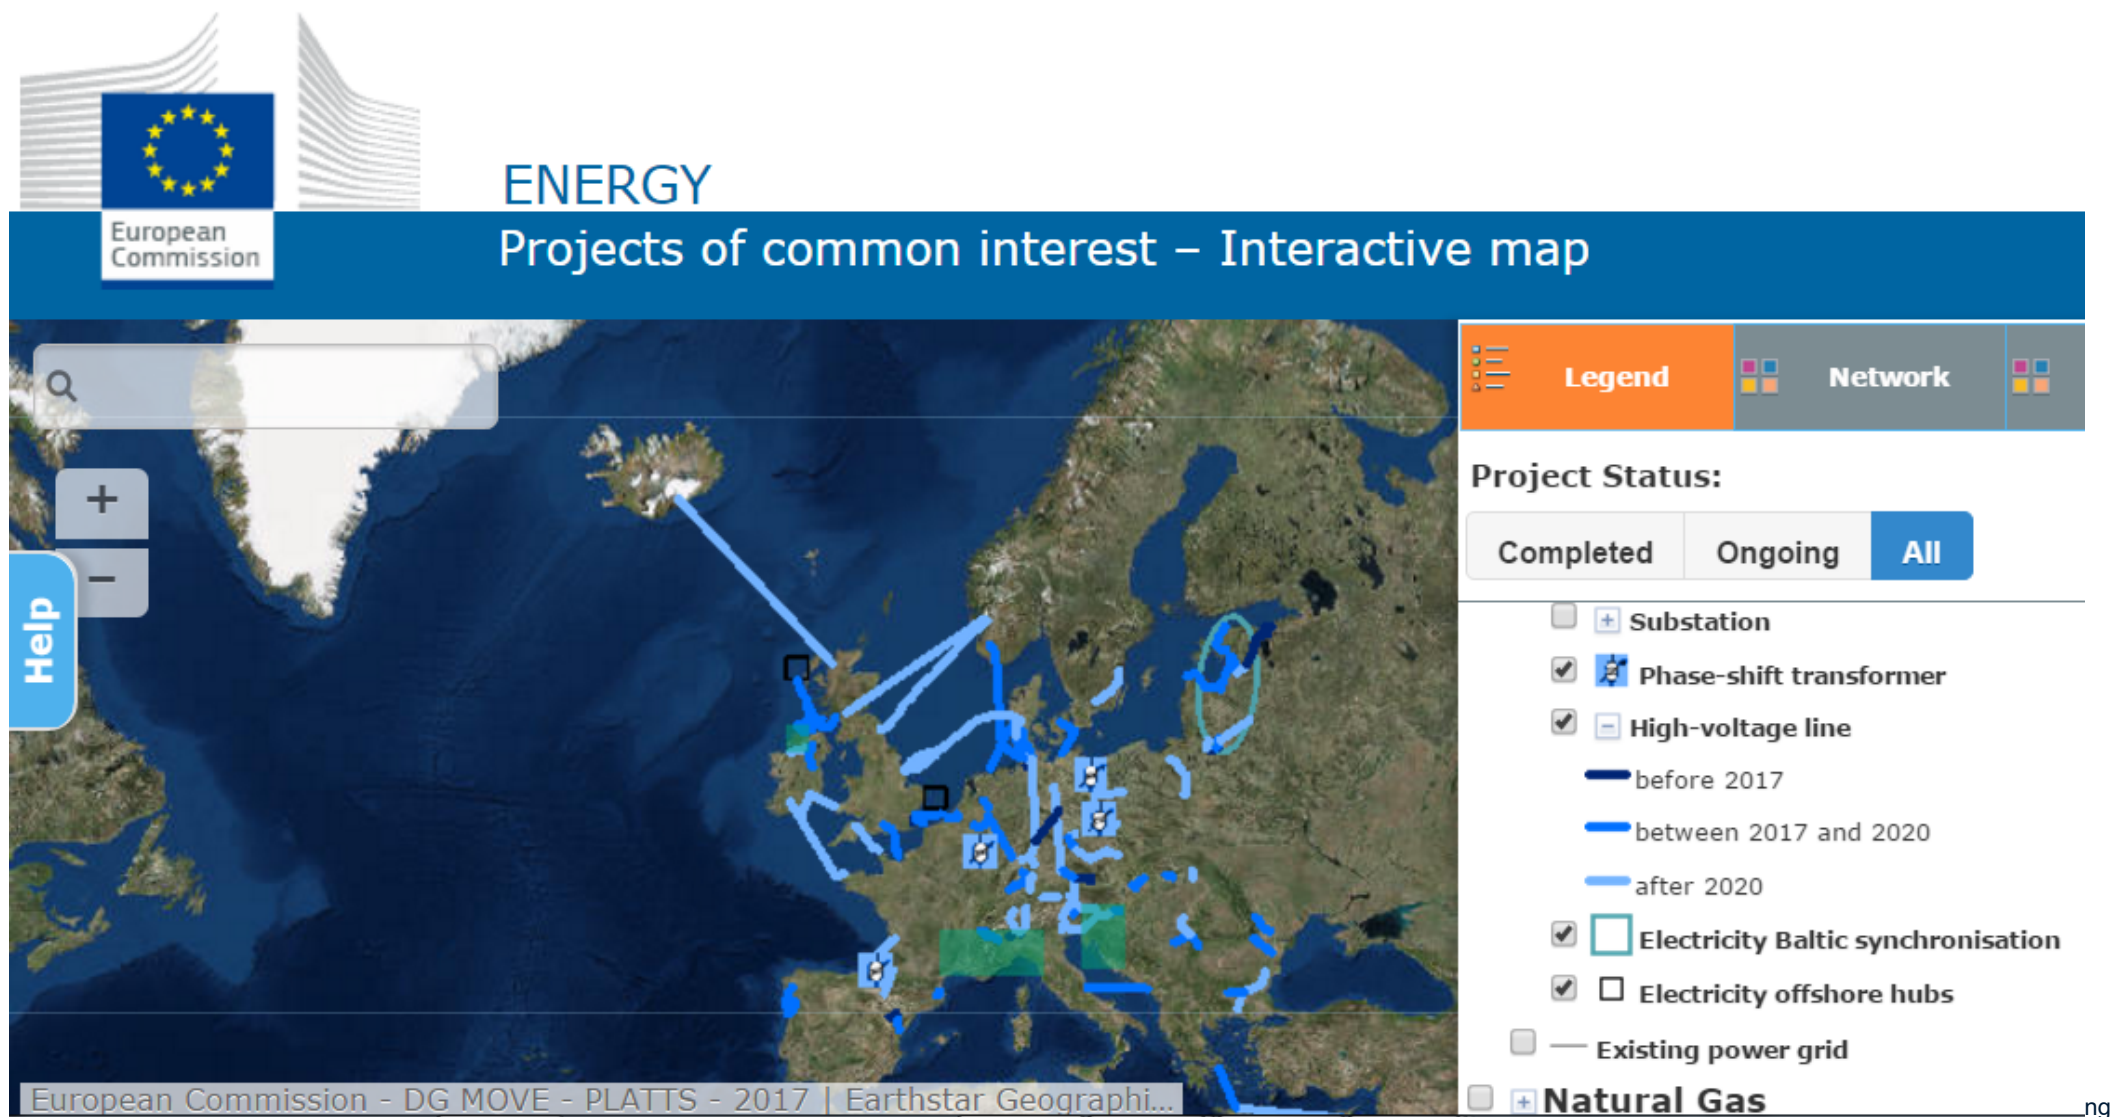 European
Commission
ENERGY
Projects of common interest – Interactive map
Help
+
−
Legend
Network
Project Status:
Completed
Ongoing
All
Substation
Phase-shift transformer
High-voltage line
before 2017
between 2017 and 2020
after 2020
Electricity Baltic synchronisation
Electricity offshore hubs
Existing power grid
Natural Gas
European Commission - DG MOVE - PLATTS - 2017 | Earthstar Geographi...
ng